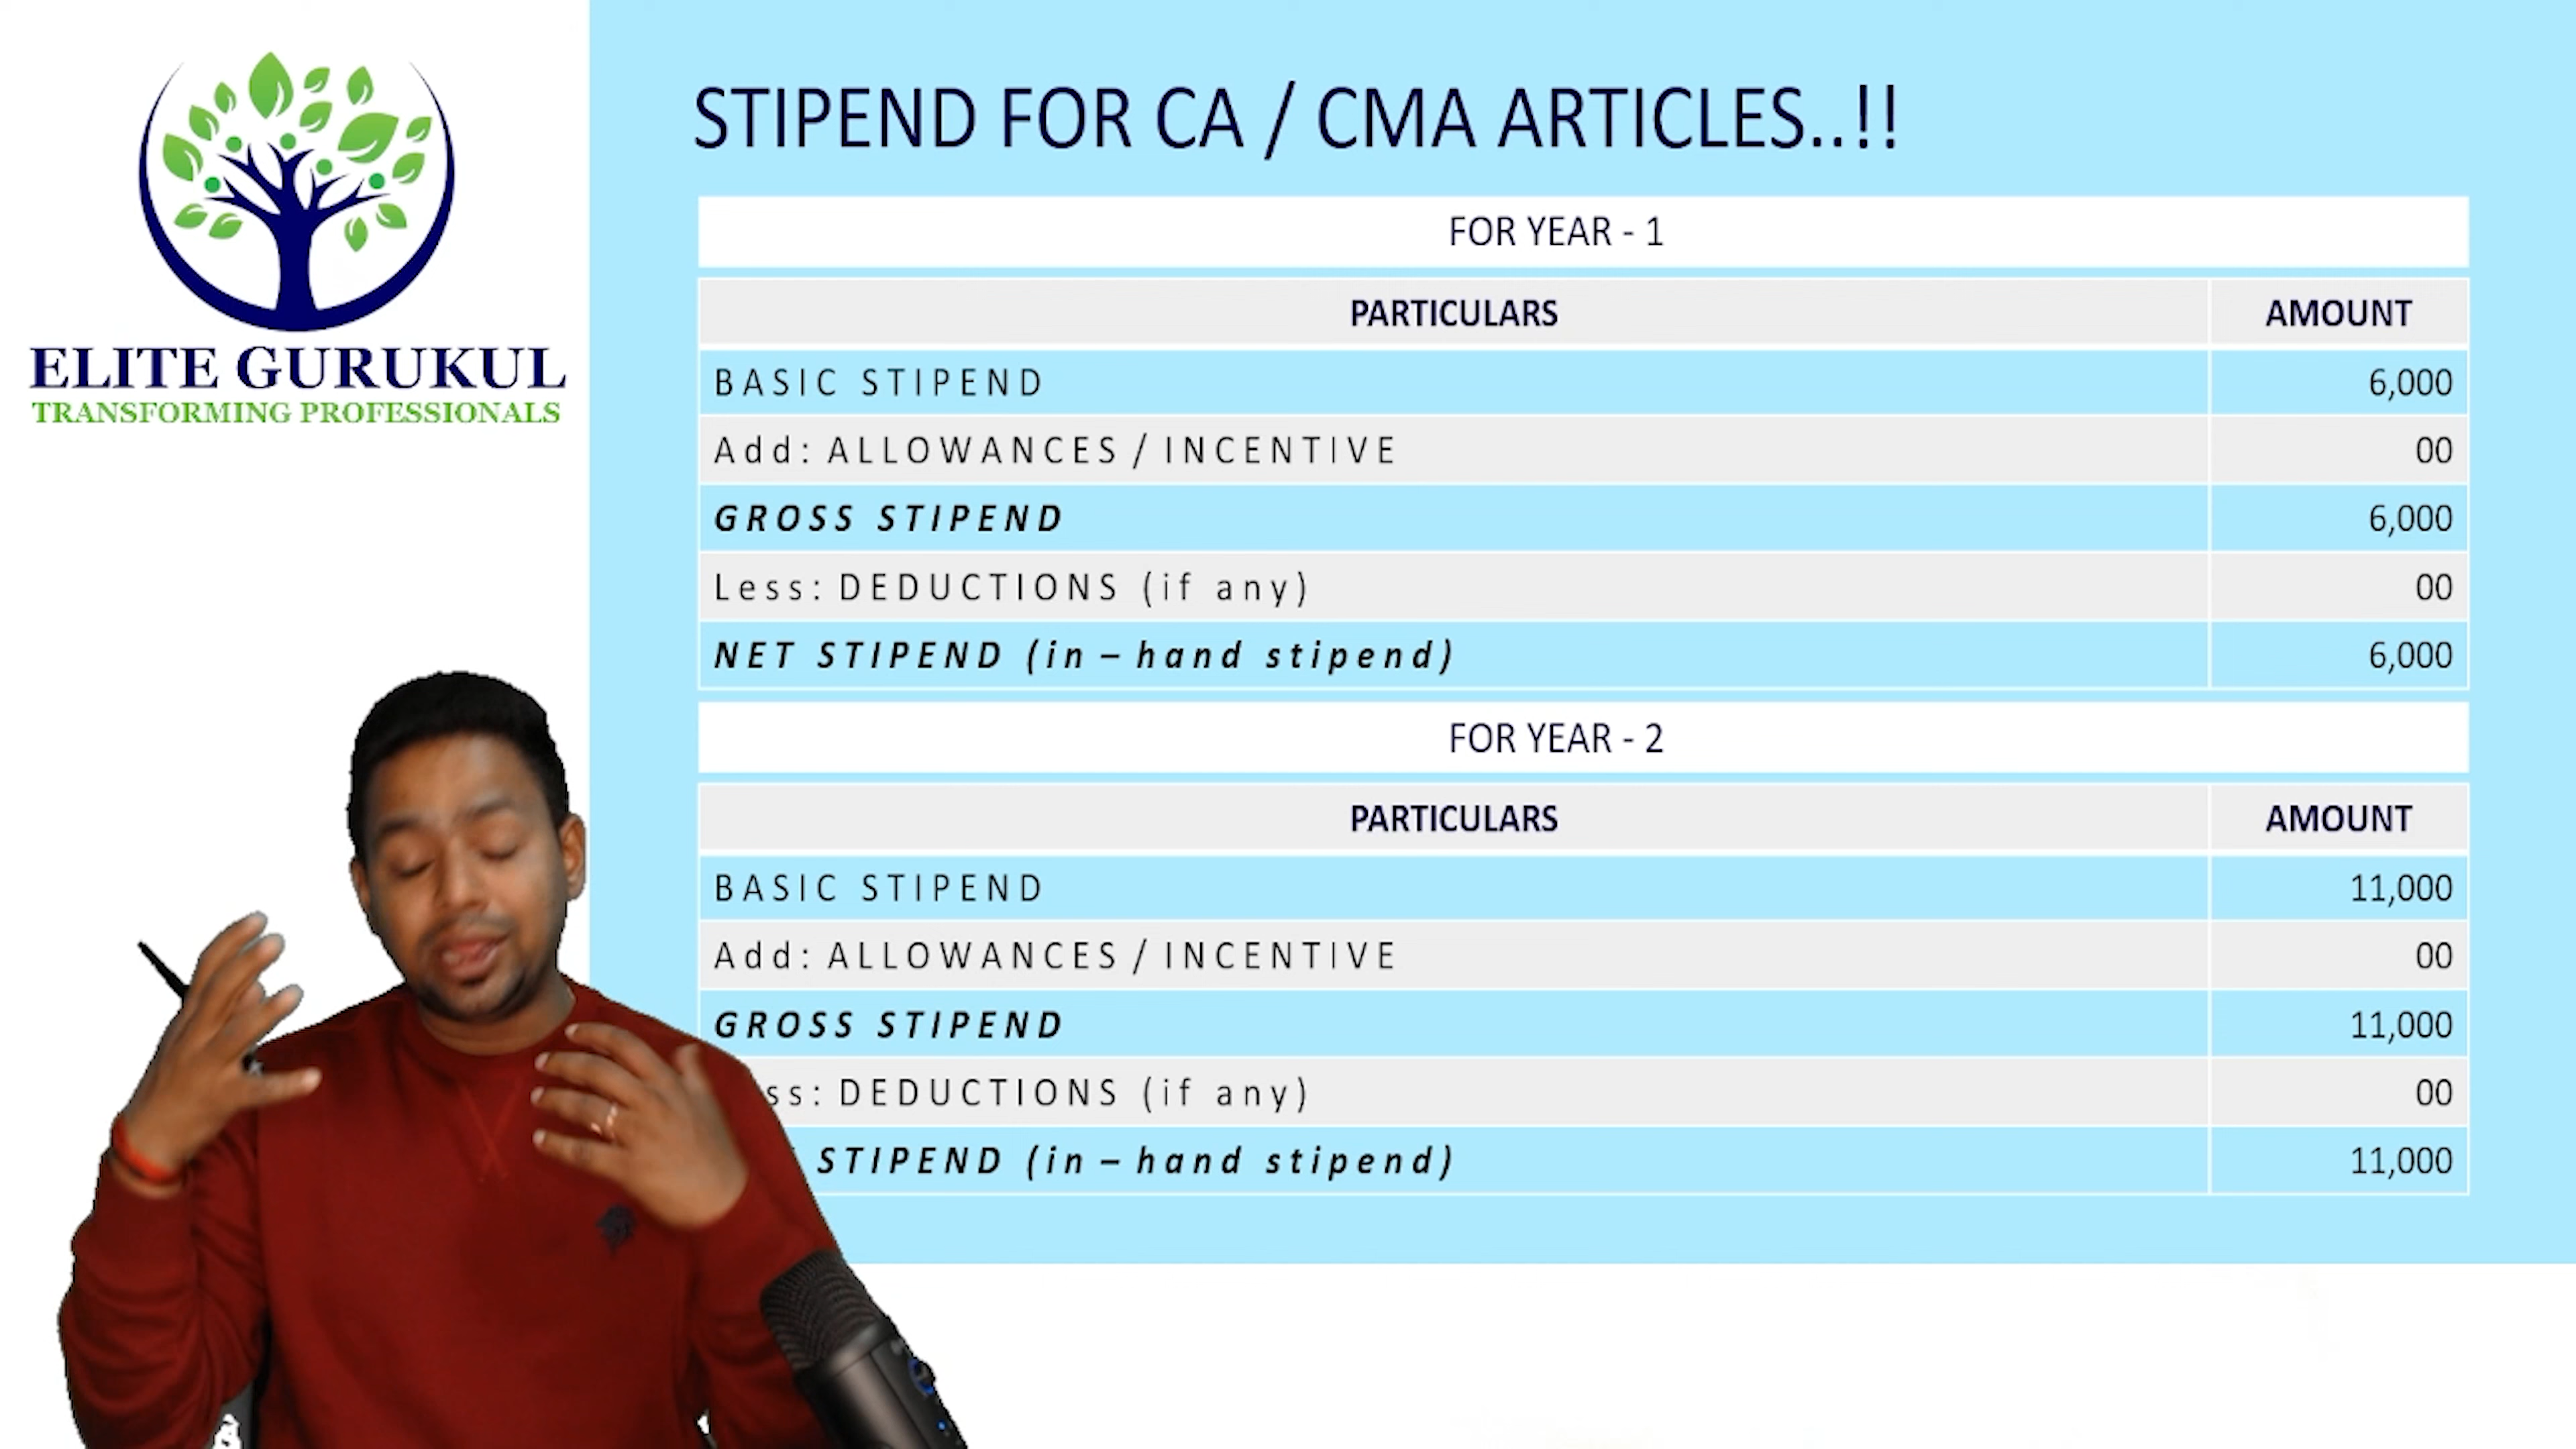 ELITE GURUKUL
TRANSFORMING PROFESSIONALS
STIPEND FOR CA / CMA ARTICLES..!!
FOR YEAR - 1
PARTICULARS AMOUNT
BASIC STIPEND 6,000
Add: ALLOWANCES / INCENTIVE 00
GROSS STIPEND 6,000
Less: DEDUCTIONS (if any) 00
NET STIPEND (in – hand stipend) 6,000
FOR YEAR - 2
PARTICULARS AMOUNT
BASIC STIPEND 11,000
Add: ALLOWANCES / INCENTIVE 00
GROSS STIPEND 11,000
ss: DEDUCTIONS (if any) 00
STIPEND (in – hand stipend) 11,000